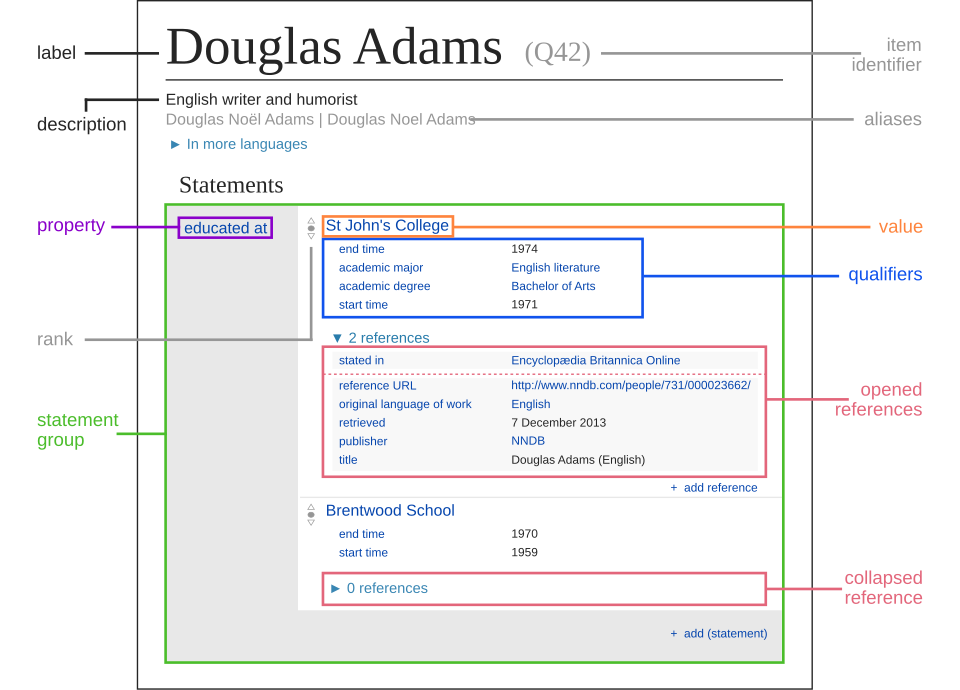 label
Douglas Adams (Q42)
item
identifier
description
English writer and humorist
Douglas Noël Adams | Douglas Noel Adams
aliases
► In more languages
Statements
property
educated at
St John's College
value
end time 1974
academic major English literature
academic degree Bachelor of Arts
start time 1971
qualifiers
rank
▼ 2 references
stated in Encyclopædia Britannica Online
reference URL http://www.nndb.com/people/731/000023662/
original language of work English
retrieved 7 December 2013
publisher NNDB
title Douglas Adams (English)
opened
references
statement
group
+ add reference
Brentwood School
end time 1970
start time 1959
► 0 references
collapsed
reference
+ add (statement)